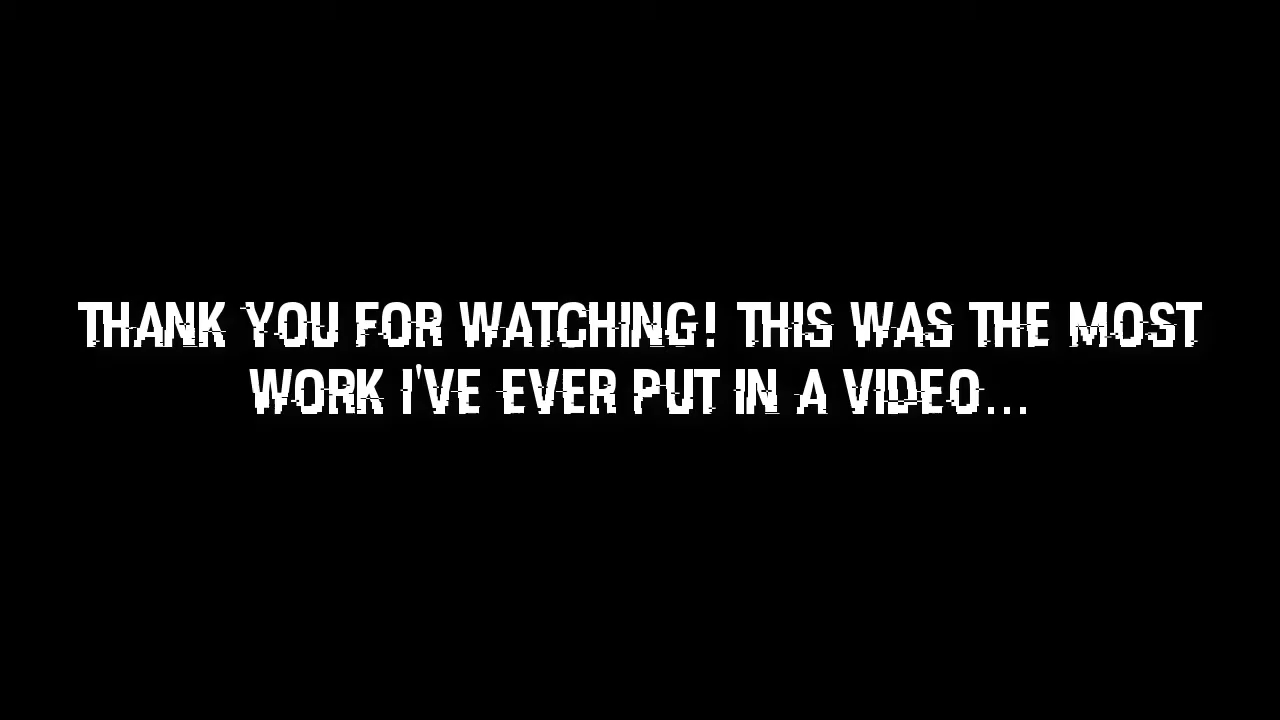 THANK YOU FOR WATCHING! THIS WAS THE MOST
WORK I'VE EVER PUT IN A VIDEO...